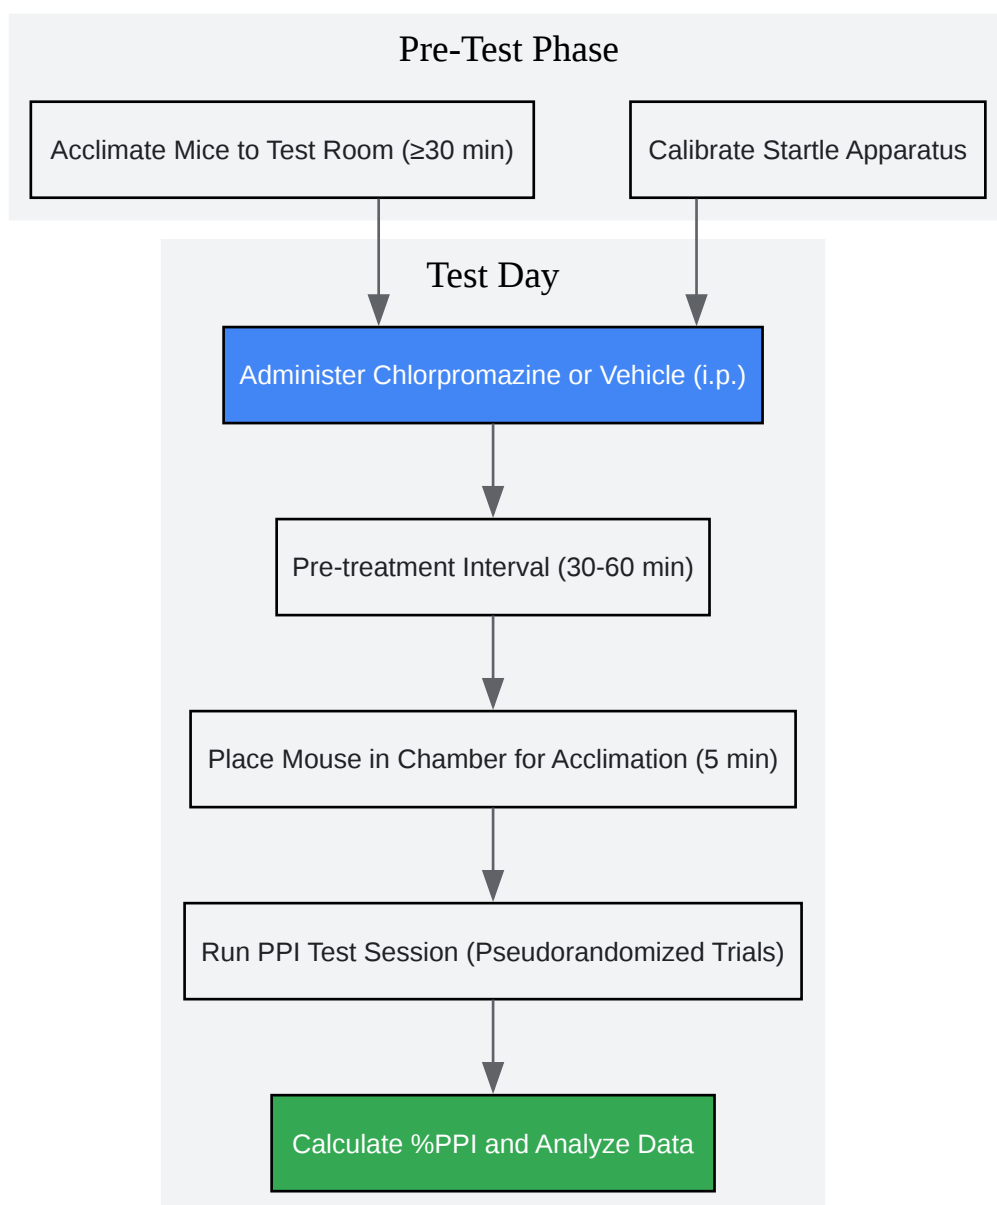 Pre-Test Phase
Acclimate Mice to Test Room (≥30 min)
Calibrate Startle Apparatus
Test Day
Administer Chlorpromazine or Vehicle (i.p.)
Pre-treatment Interval (30-60 min)
Place Mouse in Chamber for Acclimation (5 min)
Run PPI Test Session (Pseudorandomized Trials)
Calculate %PPI and Analyze Data